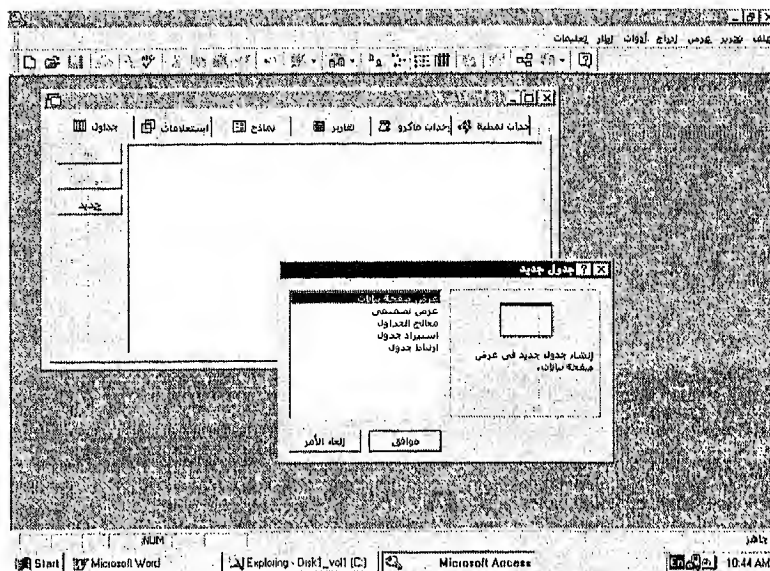 ملف تحرير عرض إدراج أدوات إطار تعليمات
جداول استعلامات نماذج تقارير وحدات ماكرو وحدات نمطية
جديد
جدول جديد
عرض صفحة بيانات
عرض تصميمي
معالج الجداول
استيراد جدول
ارتباط جدول
إنشاء جدول جديد في عرض
صفحة بيانات.
موافق إلغاء الأمر
جاهز NUM
Start Microsoft Word Exploring - Disk1_vol1 (C:) Microsoft Access En 10:44 AM